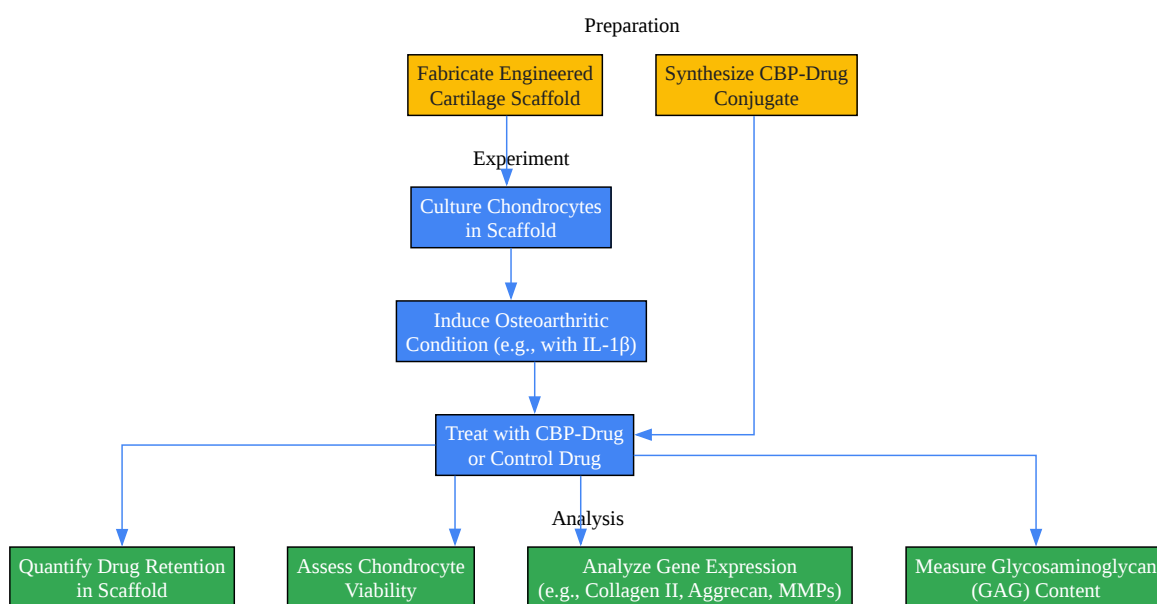 Preparation
Fabricate Engineered
Cartilage Scaffold
Synthesize CBP-Drug
Conjugate
Experiment
Culture Chondrocytes
in Scaffold
Induce Osteoarthritic
Condition (e.g., with IL-1β)
Treat with CBP-Drug
or Control Drug
Analysis
Quantify Drug Retention
in Scaffold
Assess Chondrocyte
Viability
Analyze Gene Expression
(e.g., Collagen II, Aggrecan, MMPs)
Measure Glycosaminoglycan
(GAG) Content